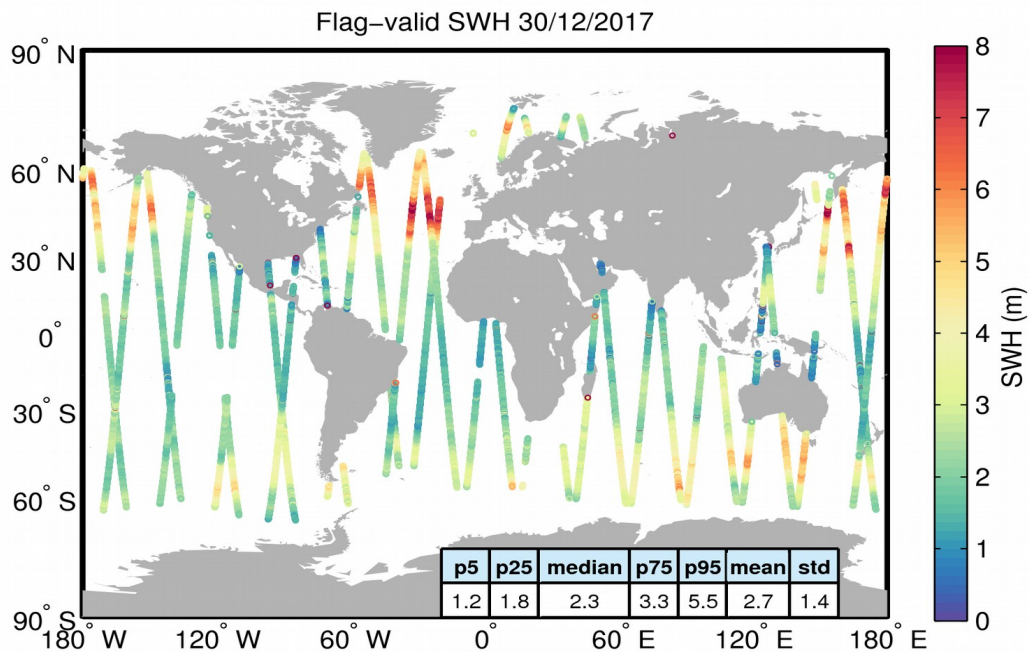 Flag−valid SWH 30/12/2017
90° N
60° N
30° N
0°
30° S
60° S
90° S
180° W
120° W
60° W
0°
60° E
120° E
180° E
8
7
6
5
4
3
2
1
0
SWH (m)
p5 p25 median p75 p95 mean std
1.2 1.8 2.3 3.3 5.5 2.7 1.4